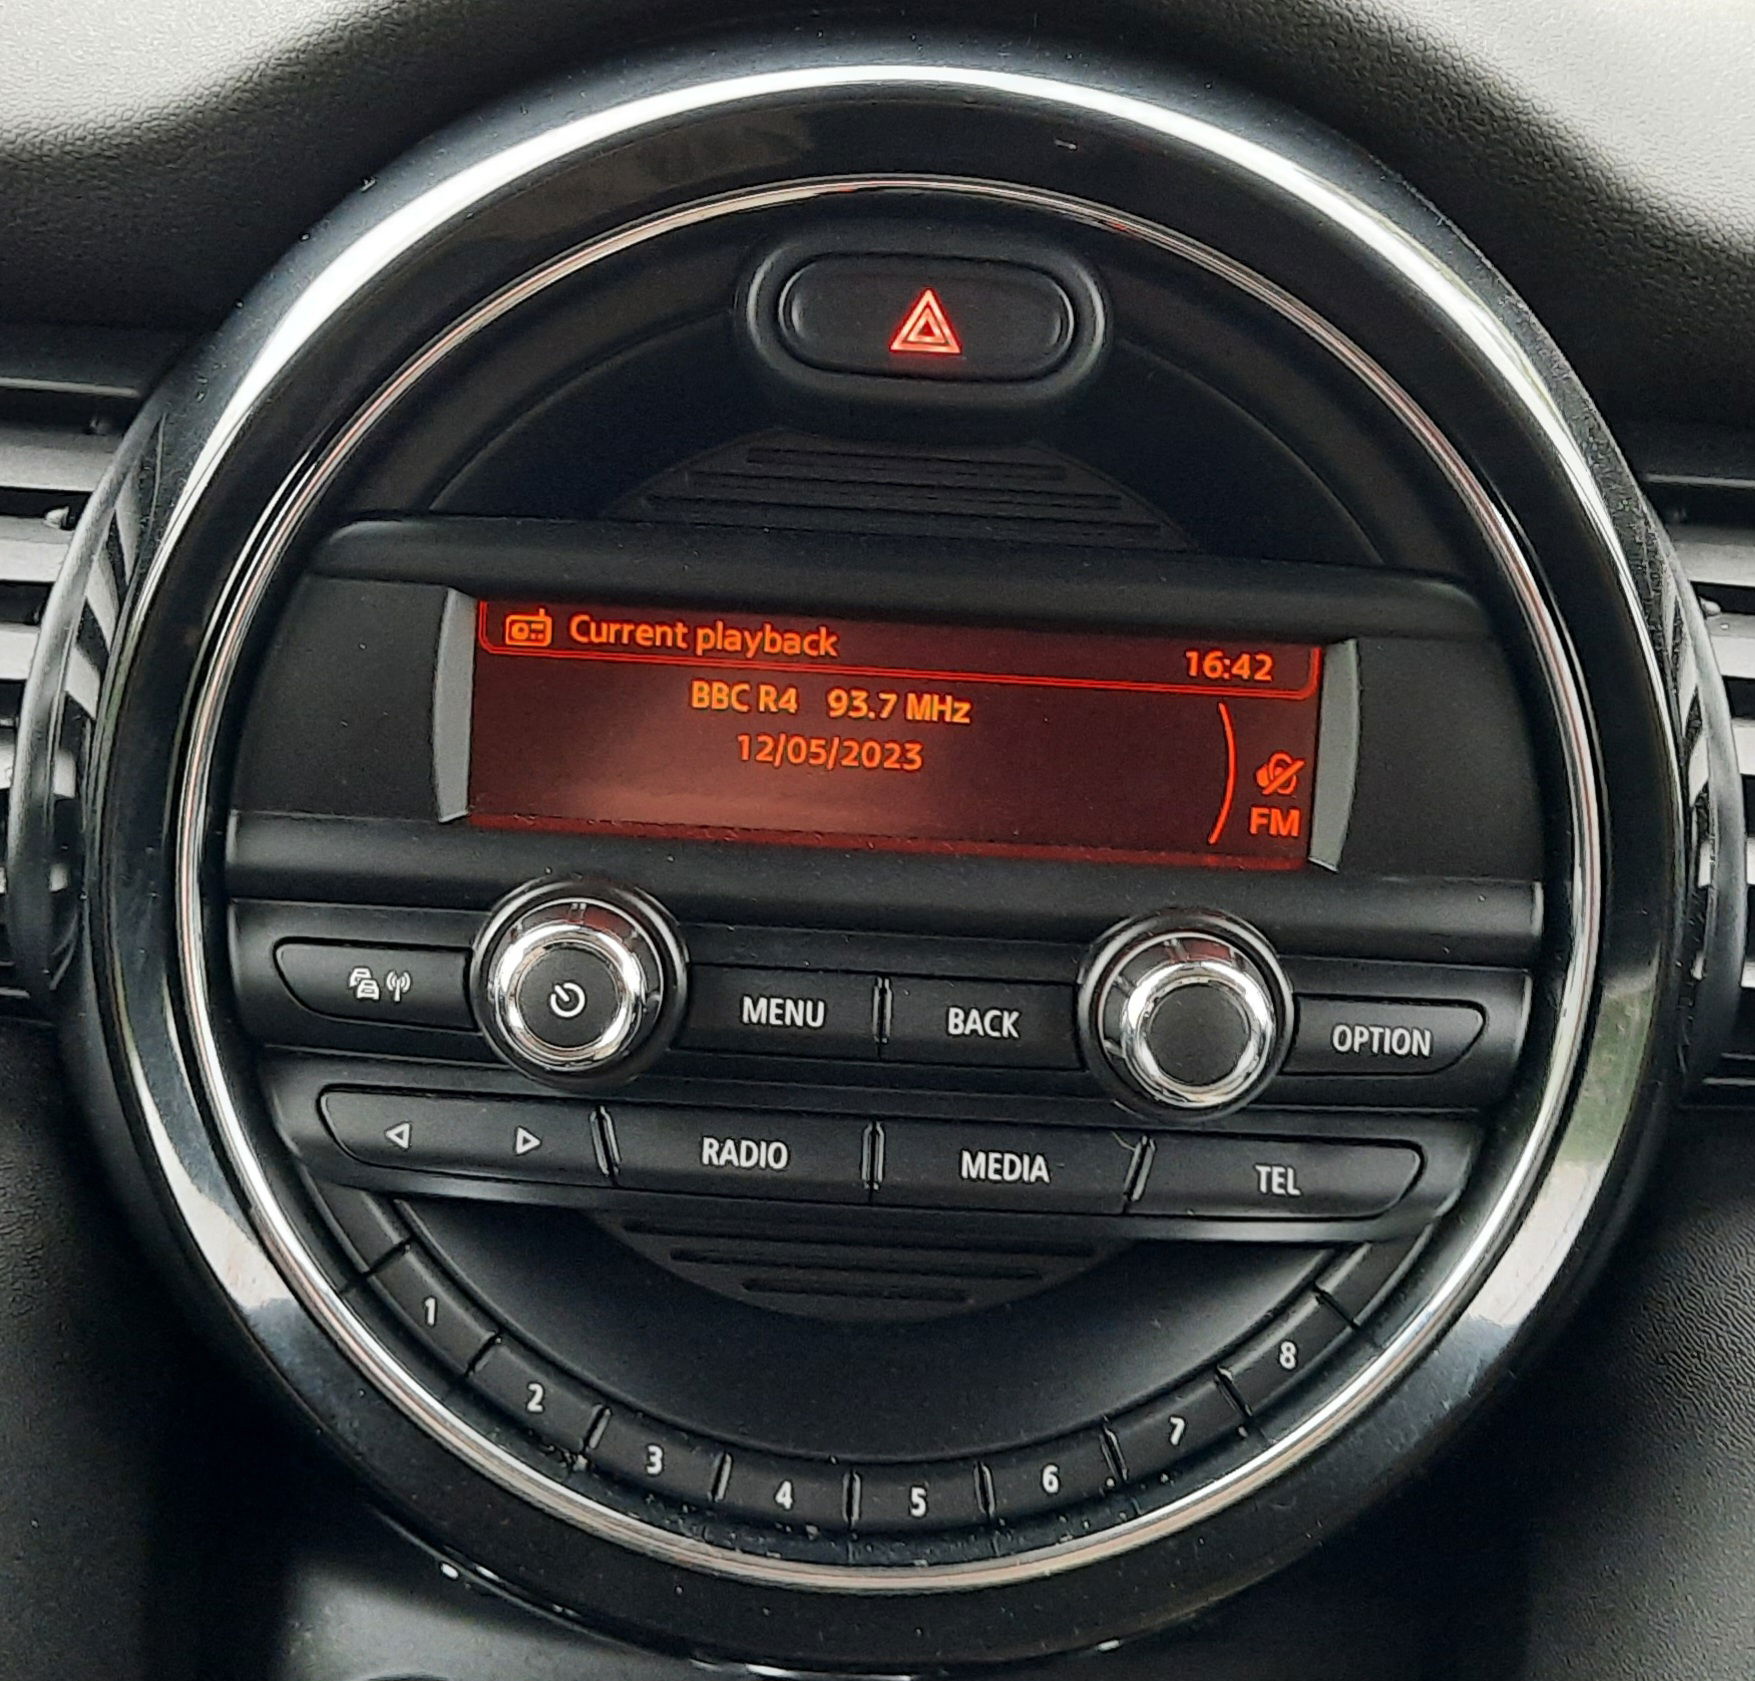 Current playback 16:42
BBC R4 93.7 MHz
12/05/2023
FM
MENU BACK OPTION
RADIO MEDIA TEL
1 2 3 4 5 6 7 8